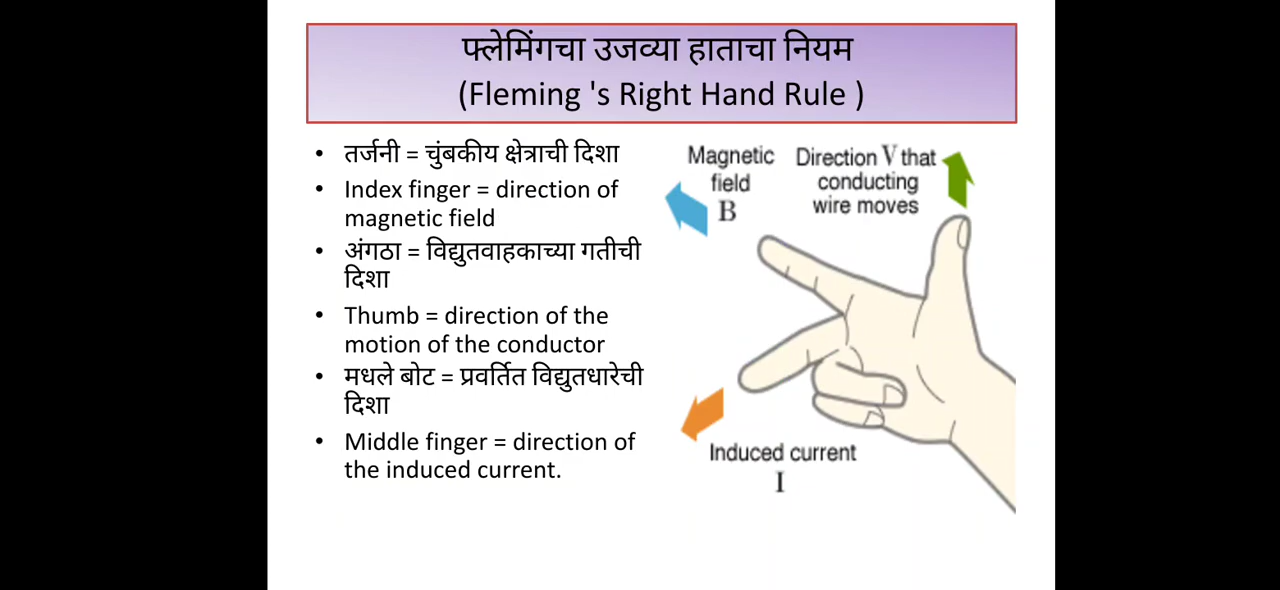 फ्लेमिंगचा उजव्या हाताचा नियम
(Fleming 's Right Hand Rule )
• तर्जनी = चुंबकीय क्षेत्राची दिशा
• Index finger = direction of
magnetic field
• अंगठा = विद्युतवाहकाच्या गतीची
दिशा
• Thumb = direction of the
motion of the conductor
• मधले बोट = प्रवर्तित विद्युतधारेची
दिशा
• Middle finger = direction of
the induced current.
Magnetic
field
B
Direction V that
conducting
wire moves
Induced current
I